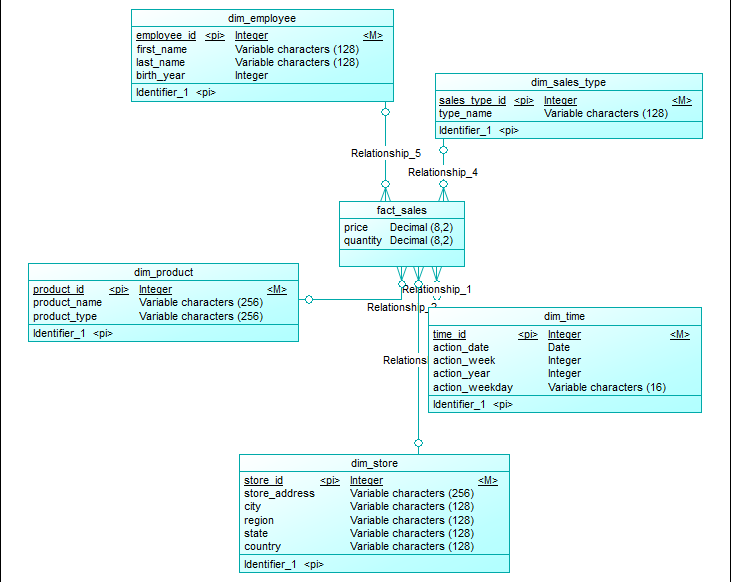 dim_employee
employee_id <pi> Integer <M>
first_name Variable characters (128)
last_name Variable characters (128)
birth_year Integer
Identifier_1 <pi>
dim_sales_type
sales_type_id <pi> Integer <M>
type_name Variable characters (128)
Identifier_1 <pi>
Relationship_5
Relationship_4
fact_sales
price Decimal (8,2)
quantity Decimal (8,2)
dim_product
product_id <pi> Integer <M>
product_name Variable characters (256)
product_type Variable characters (256)
Identifier_1 <pi>
Relationship_1
Relationship_
dim_time
time_id <pi> Integer <M>
action_date Date
action_week Integer
action_year Integer
action_weekday Variable characters (16)
Identifier_1 <pi>
Relations
dim_store
store_id <pi> Integer <M>
store_address Variable characters (256)
city Variable characters (128)
region Variable characters (128)
state Variable characters (128)
country Variable characters (128)
Identifier_1 <pi>